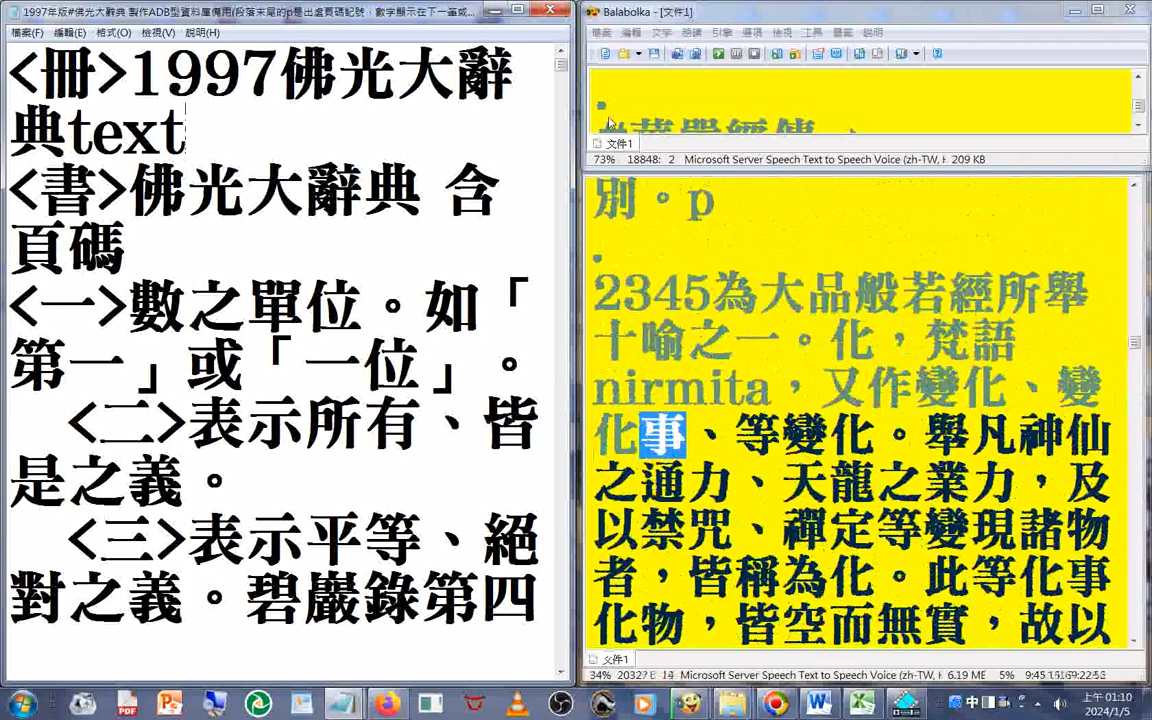 1997年版#佛光大辭典 製作ADB型資料庫備用(段落末尾的p是出處頁碼記號，數字顯示在下一筆或...
檔案(F) 編輯(E) 格式(O) 檢視(V) 說明(H)
<冊>1997佛光大辭
典text
<書>佛光大辭典 含
頁碼
<一>數之單位。如「
第一」或「一位」。
<二>表示所有、皆
是之義。
<三>表示平等、絕
對之義。碧巖錄第四
Balabolka - [文件1]
檔案 編輯 文字 朗讀 引擎 選項 檢視 工具 書籤 說明
。
#華嚴經傳、
文件1
73% 18848: 2 Microsoft Server Speech Text to Speech Voice (zh-TW, H 209 KB
別。p
2345為大品般若經所舉
十喻之一。化，梵語
nirmita，又作變化、變
化事、等變化。舉凡神仙
之通力、天龍之業力，及
以禁咒、禪定等變現諸物
者，皆稱為化。此等化事
化物，皆空而無實，故以
文件1
34% Microsoft Server Speech Text to Speech Voice (zh-TW, H 6.19 ME 5%
中
上午 01:10
2024/1/5